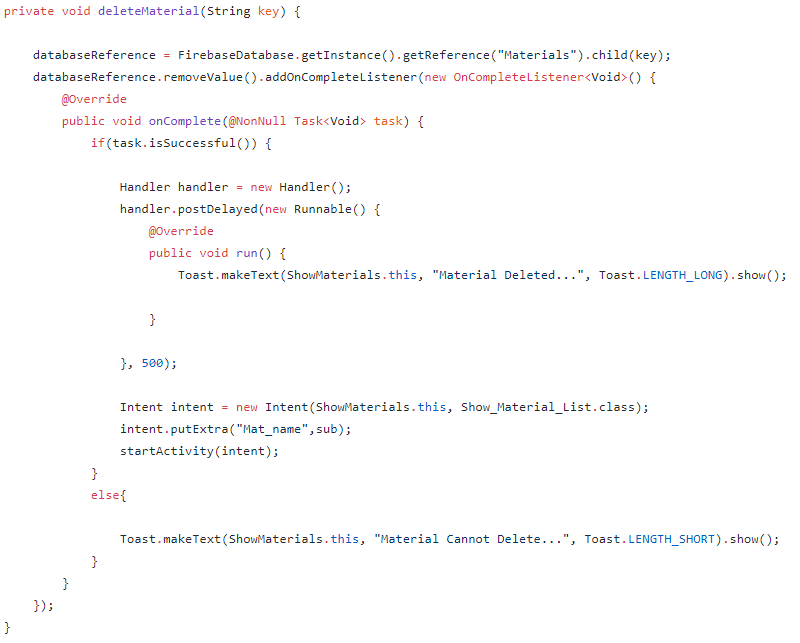 private void deleteMaterial(String key) {
databaseReference = FirebaseDatabase.getInstance().getReference("Materials").child(key);
databaseReference.removeValue().addOnCompleteListener(new OnCompleteListener<Void>() {
@Override
public void onComplete(@NonNull Task<Void> task) {
if(task.isSuccessful()) {
Handler handler = new Handler();
handler.postDelayed(new Runnable() {
@Override
public void run() {
Toast.makeText(ShowMaterials.this, "Material Deleted...", Toast.LENGTH_LONG).show();
}
}, 500);
Intent intent = new Intent(ShowMaterials.this, Show_Material_List.class);
intent.putExtra("Mat_name",sub);
startActivity(intent);
}
else{
Toast.makeText(ShowMaterials.this, "Material Cannot Delete...", Toast.LENGTH_SHORT).show();
}
}
});
}